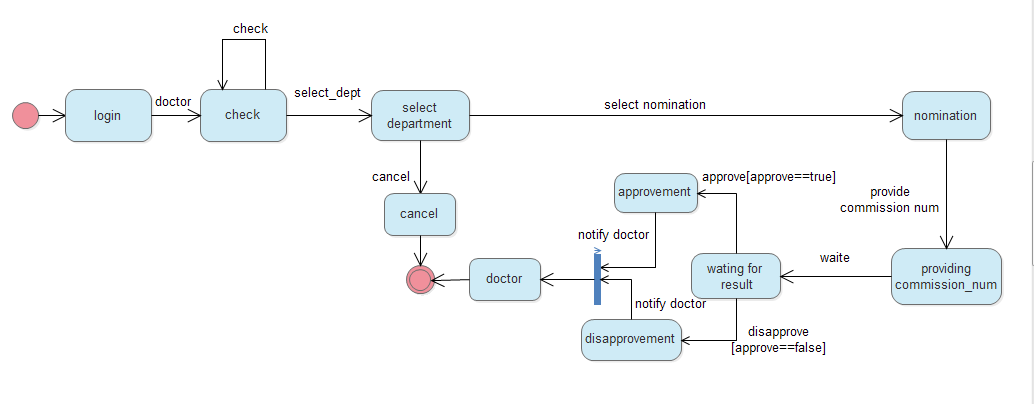 check
doctor
select_dept
login
check
select
department
select nomination
nomination
cancel
cancel
approvement
approve[approve==true]
provide
commission num
notify doctor
waite
doctor
wating for
result
providing
commission_num
notify doctor
disapprovement
disapprove
[approve==false]